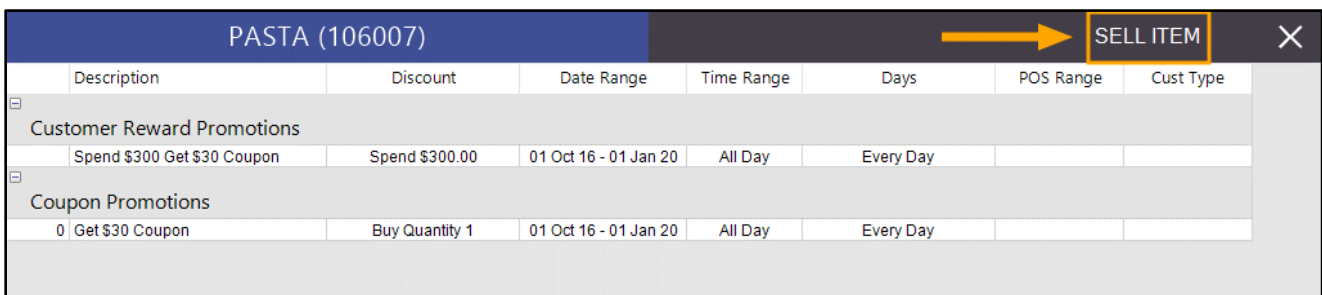 PASTA (106007) SELL ITEM
Description Discount Date Range Time Range Days POS Range Cust Type
Customer Reward Promotions
Spend $300 Get $30 Coupon Spend $300.00 01 Oct 16 - 01 Jan 20 All Day Every Day
Coupon Promotions
0 Get $30 Coupon Buy Quantity 1 01 Oct 16 - 01 Jan 20 All Day Every Day